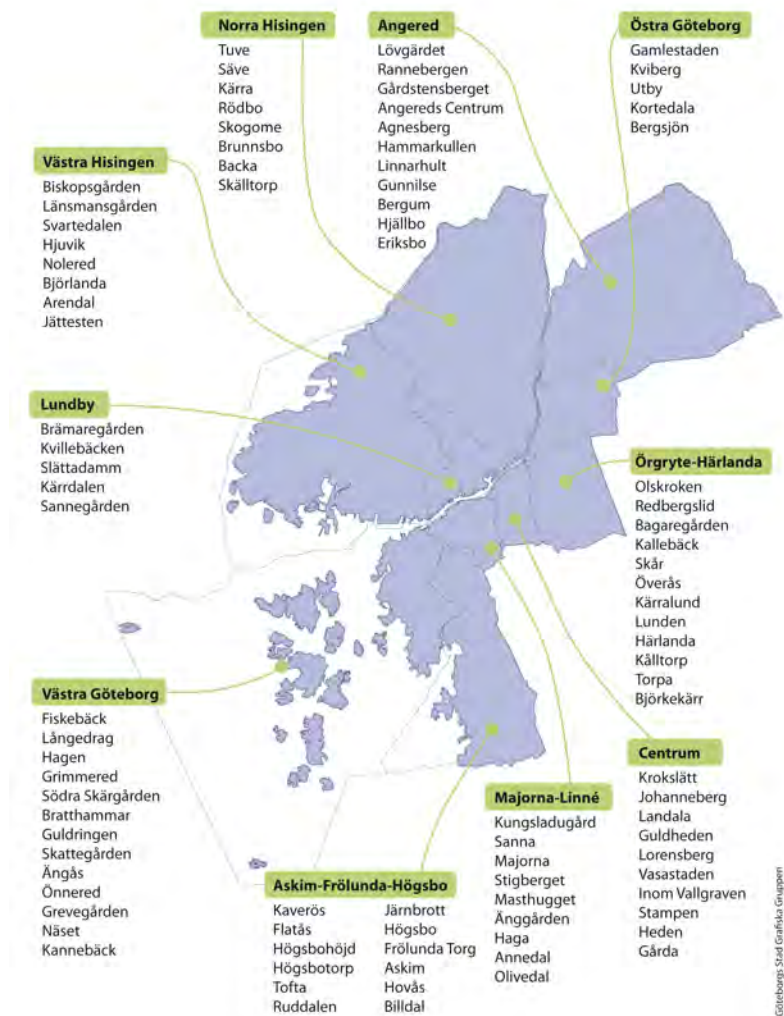 Norra Hisingen
Tuve
Säve
Kärra
Rödbo
Skogome
Brunnsbo
Backa
Skälltorp
Angered
Lövgärdet
Rannebergen
Gårdstensberget
Angereds Centrum
Agnesberg
Hammarkullen
Linnarhult
Gunnilse
Bergum
Hjällbo
Eriksbo
Östra Göteborg
Gamlestaden
Kviberg
Utby
Kortedala
Bergsjön
Västra Hisingen
Biskopsgården
Länsmansgården
Svartedalen
Hjuvik
Nolered
Björlanda
Arendal
Jättesten
Lundby
Brämaregården
Kvillebäcken
Slättadamm
Kärrdalen
Sannegården
Örgryte-Härlanda
Olskroken
Redbergslid
Bagaregården
Kallebäck
Skår
Överås
Kärralund
Lunden
Härlanda
Kålltorp
Torpa
Björkekärr
Västra Göteborg
Fiskebäck
Långedrag
Hagen
Grimmered
Södra Skärgården
Bratthammar
Guldringen
Skattegården
Ängås
Önnered
Grevegården
Näset
Kannebäck
Askim-Frölunda-Högsbo
Kaverös
Flatås
Högsbohöjd
Högsbotorp
Tofta
Ruddalen
Järnbrott
Högsbo
Frölunda Torg
Askim
Hovås
Billdal
Majorna-Linné
Kungsladugård
Sanna
Majorna
Stigberget
Masthugget
Änggården
Haga
Annedal
Olivedal
Centrum
Krokslätt
Johanneberg
Landala
Guldheden
Lorensberg
Vasastaden
Inom Vallgraven
Stampen
Heden
Gårda
Göteborgs Stad Grafiska Gruppen